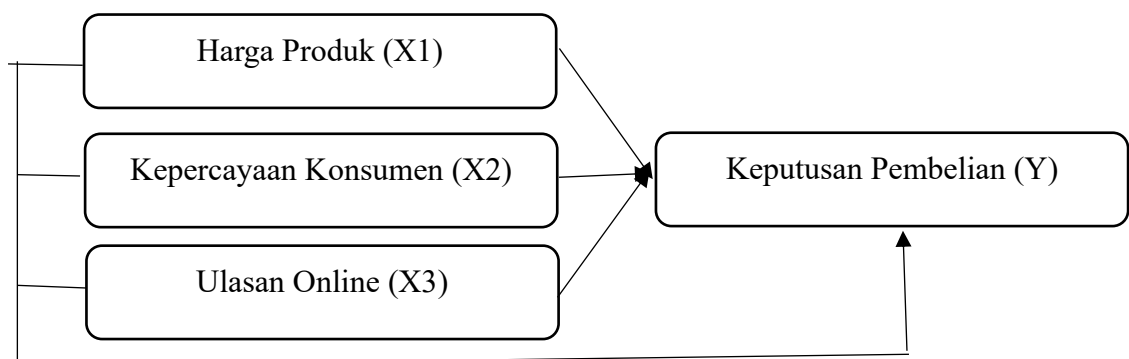 Harga Produk (X1)
Kepercayaan Konsumen (X2)
Keputusan Pembelian (Y)
Ulasan Online (X3)